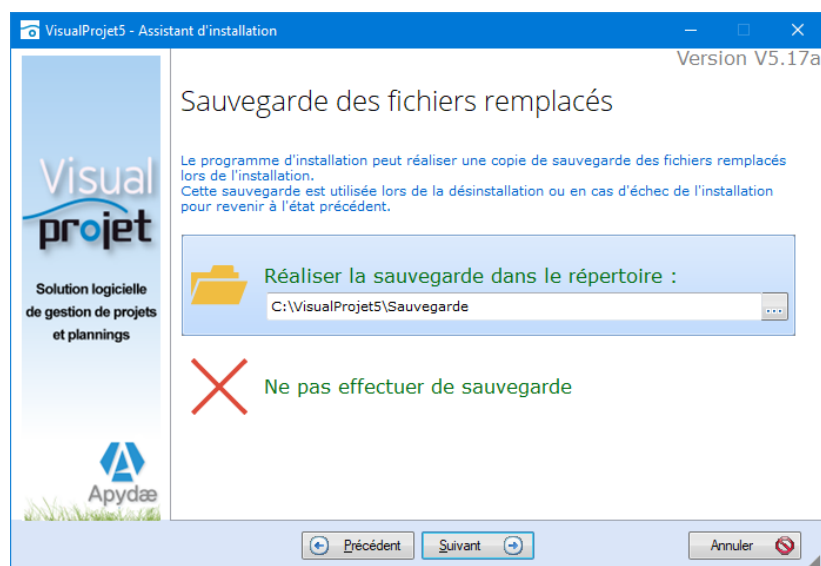 VisualProjet5 - Assistant d'installation
Version V5.17a
Sauvegarde des fichiers remplacés
Le programme d'installation peut réaliser une copie de sauvegarde des fichiers remplacés
lors de l'installation.
Cette sauvegarde est utilisée lors de la désinstallation ou en cas d'échec de l'installation
pour revenir à l'état précédent.
Visual
projet
Solution logicielle
de gestion de projets
et plannings
Apydæ
Réaliser la sauvegarde dans le répertoire :
C:\VisualProjet5\Sauvegarde
...
Ne pas effectuer de sauvegarde
Précédent
Suivant
Annuler